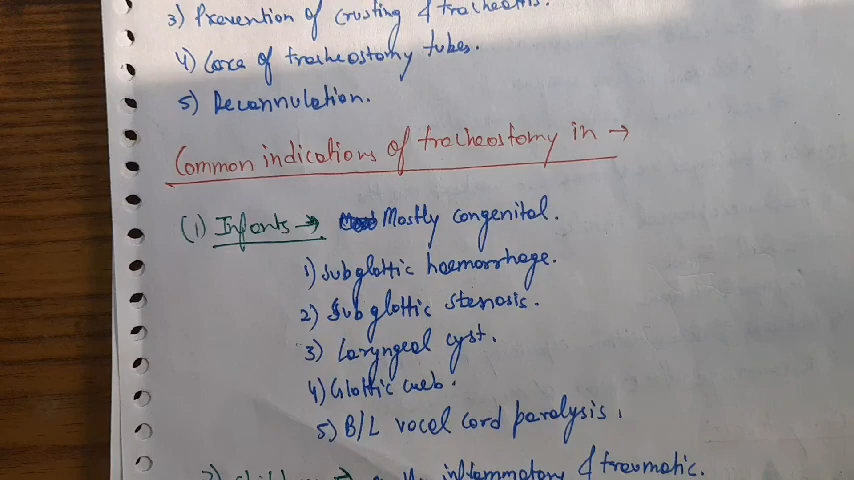 3) Prevention of crusting & tracheatis.
4) Care of tracheostomy tubes.
5) Decannulation.
Common indications of tracheostomy in →
(1) Infants → Mostly congenital.
1) Subglottic haemorrhage.
2) Subglottic stenosis.
3) Laryngeal cyst.
4) Glottic web.
5) B/L vocal cord paralysis.
inflammatory & traumatic.